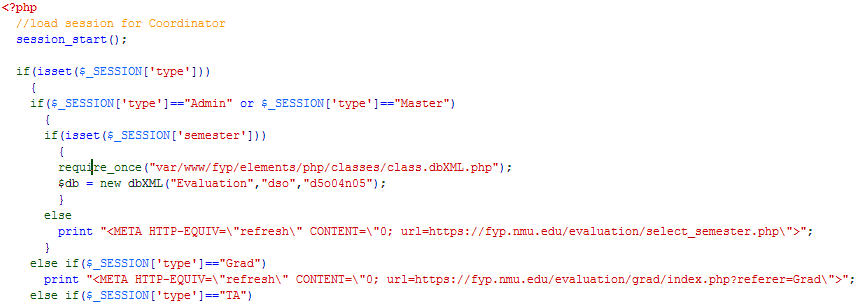 <?php
//load session for Coordinator
session_start();
if(isset($_SESSION['type']))
{
if($_SESSION['type']=="Admin" or $_SESSION['type']=="Master")
{
if(isset($_SESSION['semester']))
{
require_once("var/www/fyp/elements/php/classes/class.dbXML.php");
$db = new dbXML("Evaluation","dso","d5o04n05");
}
else
print "<META HTTP-EQUIV=\"refresh\" CONTENT=\"0; url=https://fyp.nmu.edu/evaluation/select_semester.php\">";
}
else if($_SESSION['type']=="Grad")
print "<META HTTP-EQUIV=\"refresh\" CONTENT=\"0; url=https://fyp.nmu.edu/evaluation/grad/index.php?referer=Grad\">";
else if($_SESSION['type']=="TA")